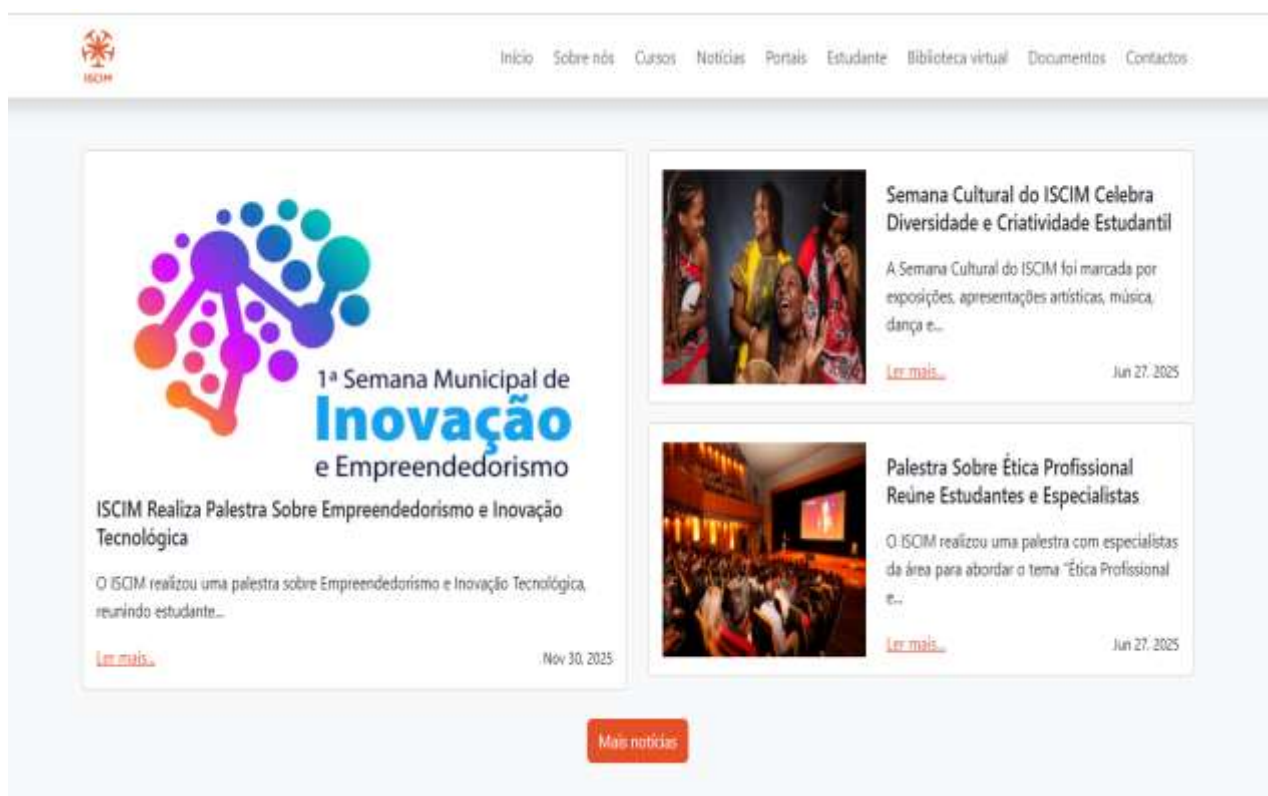 ISCIM
Início Sobre nós Cursos Notícias Portais Estudante Biblioteca virtual Documentos Contactos
1ª Semana Municipal de
Inovação
e Empreendedorismo
ISCIM Realiza Palestra Sobre Empreendedorismo e Inovação
Tecnológica
O ISCIM realizou uma palestra sobre Empreendedorismo e Inovação Tecnológica,
reunindo estudante...
Ler mais...
Nov 30, 2025
Semana Cultural do ISCIM Celebra
Diversidade e Criatividade Estudantil
A Semana Cultural do ISCIM foi marcada por
exposições, apresentações artísticas, música,
dança e...
Ler mais...
Jun 27, 2025
Palestra Sobre Ética Profissional
Reúne Estudantes e Especialistas
O ISCIM realizou uma palestra com especialistas
da área para abordar o tema "Ética Profissional
e...
Ler mais...
Jun 27, 2025
Mais notícias